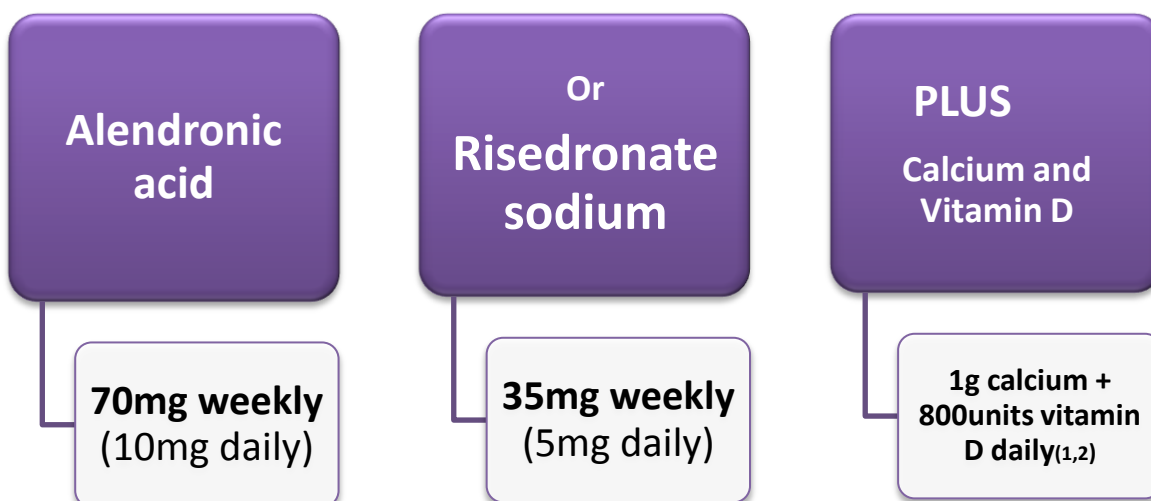 Alendronic
acid
70mg weekly
(10mg daily)
Or
Risedronate
sodium
35mg weekly
(5mg daily)
PLUS
Calcium and
Vitamin D
1g calcium +
800units vitamin
D daily(1,2)